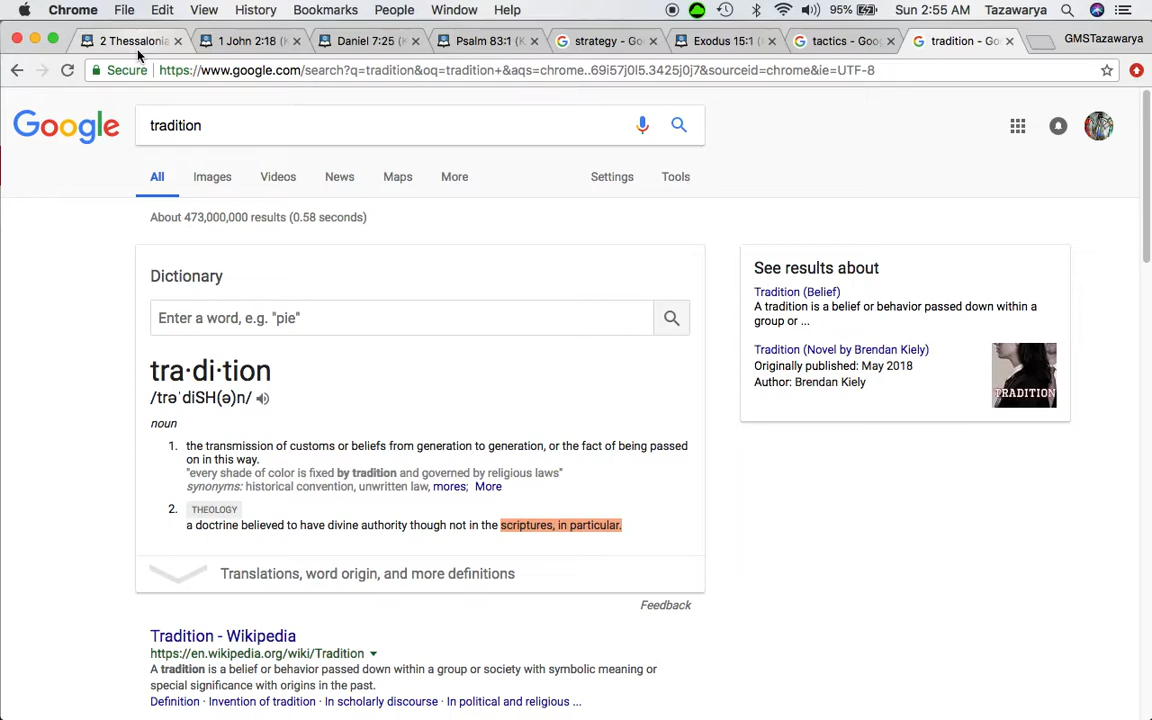 Chrome File Edit View History Bookmarks People Window Help 95% Sun 2:55 AM Tazawarya
2 Thessalonia 1 John 2:18 (K Daniel 7:25 (K Psalm 83:1 (K strategy - Goo Exodus 15:1 (K tactics - Goog tradition - Goo GMSTazawarya
Secure https://www.google.com/search?q=tradition&oq=tradition+&aqs=chrome..69i57j0l5.3425j0j7&sourceid=chrome&ie=UTF-8
Google tradition
All Images Videos News Maps More Settings Tools
About 473,000,000 results (0.58 seconds)
Dictionary
Enter a word, e.g. "pie"
tra·di·tion
/trəˈdiSH(ə)n/
noun
1. the transmission of customs or beliefs from generation to generation, or the fact of being passed
on in this way.
"every shade of color is fixed by tradition and governed by religious laws"
synonyms: historical convention, unwritten law, mores; More
2. THEOLOGY
a doctrine believed to have divine authority though not in the scriptures, in particular.
Translations, word origin, and more definitions
Feedback
Tradition - Wikipedia
https://en.wikipedia.org/wiki/Tradition
A tradition is a belief or behavior passed down within a group or society with symbolic meaning or
special significance with origins in the past.
Definition · Invention of tradition · In scholarly discourse · In political and religious ...
See results about
Tradition (Belief)
A tradition is a belief or behavior passed down within a
group or ...
Tradition (Novel by Brendan Kiely)
Originally published: May 2018
Author: Brendan Kiely
TRADITION